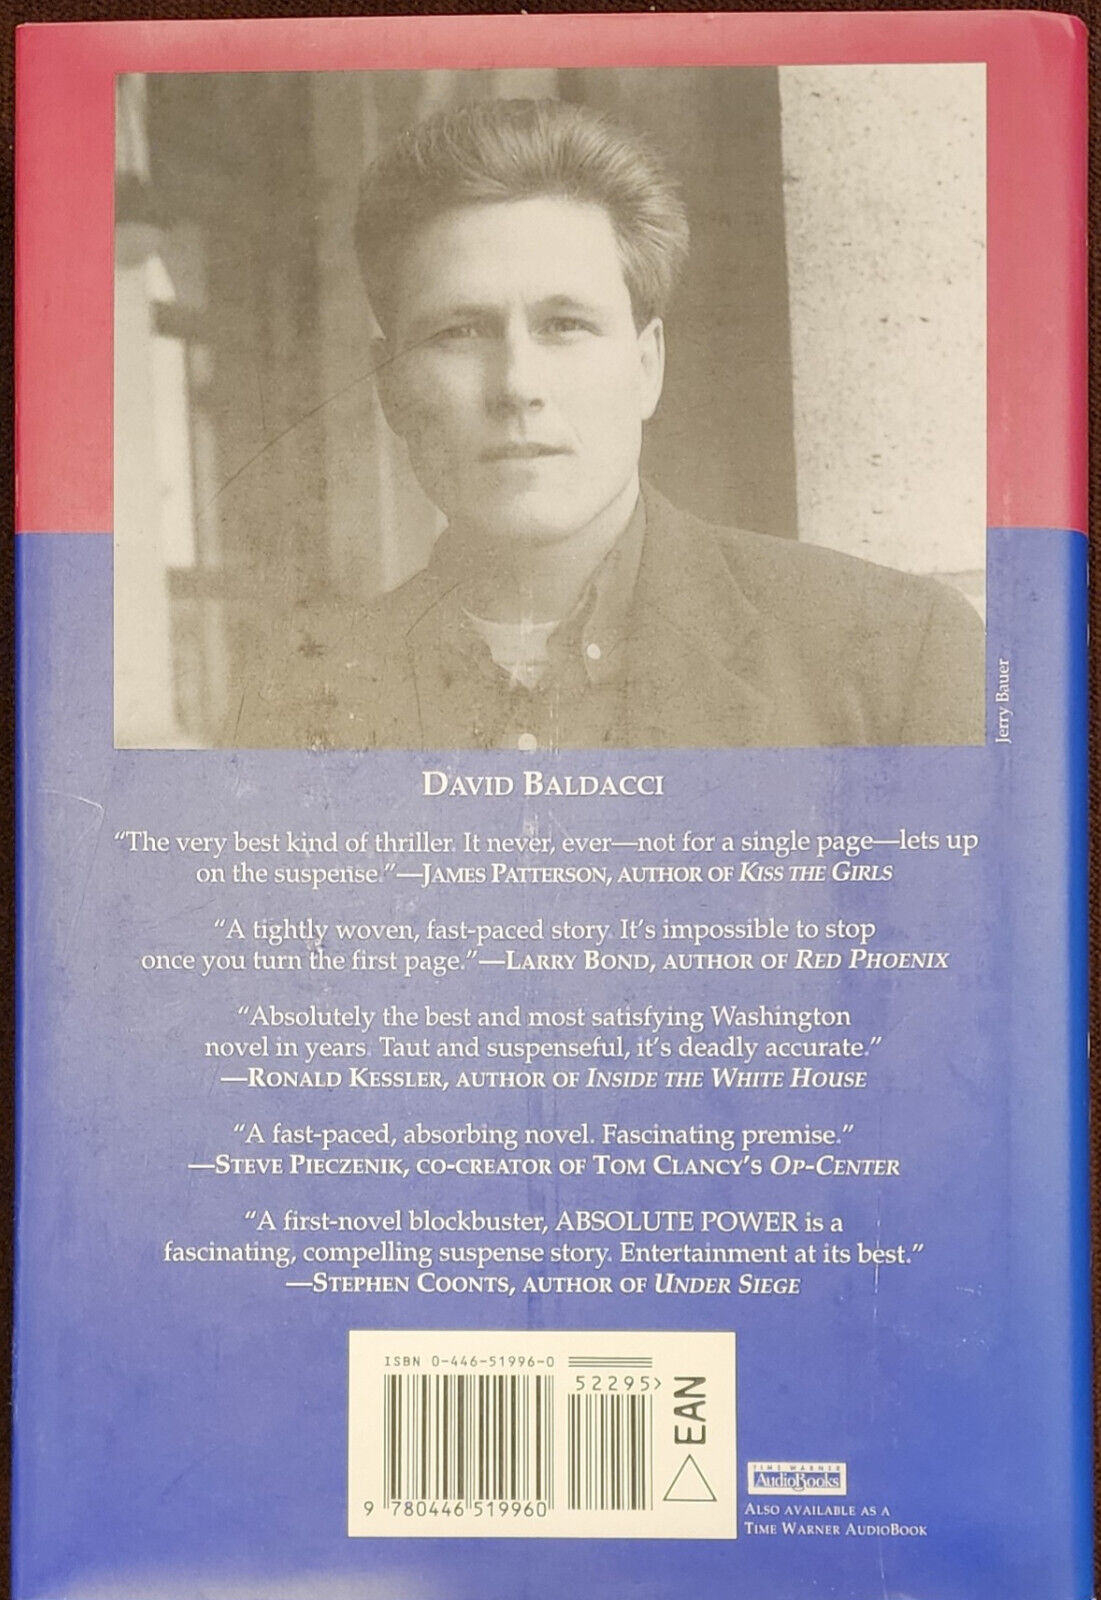 Jerry Bauer
DAVID BALDACCI
“The very best kind of thriller. It never, ever—not for a single page—lets up
on the suspense.”—JAMES PATTERSON, AUTHOR OF KISS THE GIRLS
“A tightly woven, fast-paced story. It's impossible to stop
once you turn the first page.”—LARRY BOND, AUTHOR OF RED PHOENIX
“Absolutely the best and most satisfying Washington
novel in years. Taut and suspenseful, it's deadly accurate.”
—RONALD KESSLER, AUTHOR OF INSIDE THE WHITE HOUSE
“A fast-paced, absorbing novel. Fascinating premise.”
—STEVE PIECZENIK, CO-CREATOR OF TOM CLANCY'S OP-CENTER
“A first-novel blockbuster, ABSOLUTE POWER is a
fascinating, compelling suspense story. Entertainment at its best.”
—STEPHEN COONTS, AUTHOR OF UNDER SIEGE
ISBN 0-446-51996-0
52295>
EAN
9 780446 519960
TIME WARNER
AudioBooks
ALSO AVAILABLE AS A
TIME WARNER AUDIOBOOK